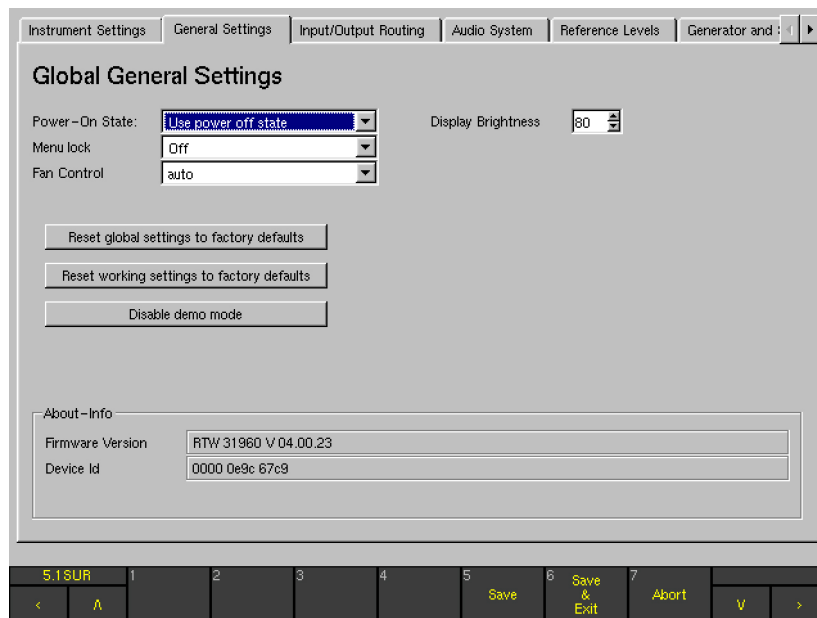 Instrument Settings General Settings Input/Output Routing Audio System Reference Levels Generator and
Global General Settings
Power-On State: Use power off state Display Brightness 80
Menu lock Off
Fan Control auto
Reset global settings to factory defaults
Reset working settings to factory defaults
Disable demo mode
About-Info
Firmware Version RTW 31960 V 04.00.23
Device Id 0000 0e9c 67c9
5.1SUR 1 2 3 4 5 6 7
Save Save & Exit Abort
< Λ V >